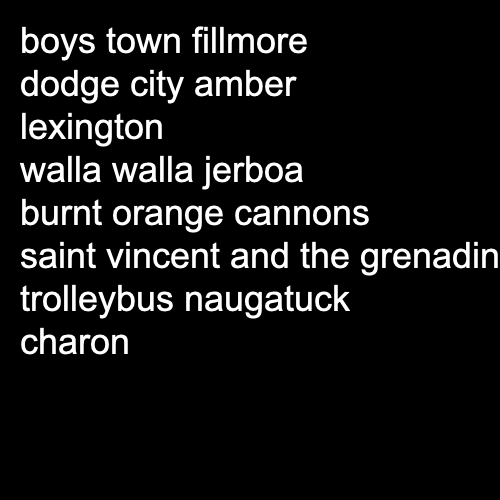 boys town fillmore
dodge city amber
lexington
walla walla jerboa
burnt orange cannons
saint vincent and the grenadin
trolleybus naugatuck
charon